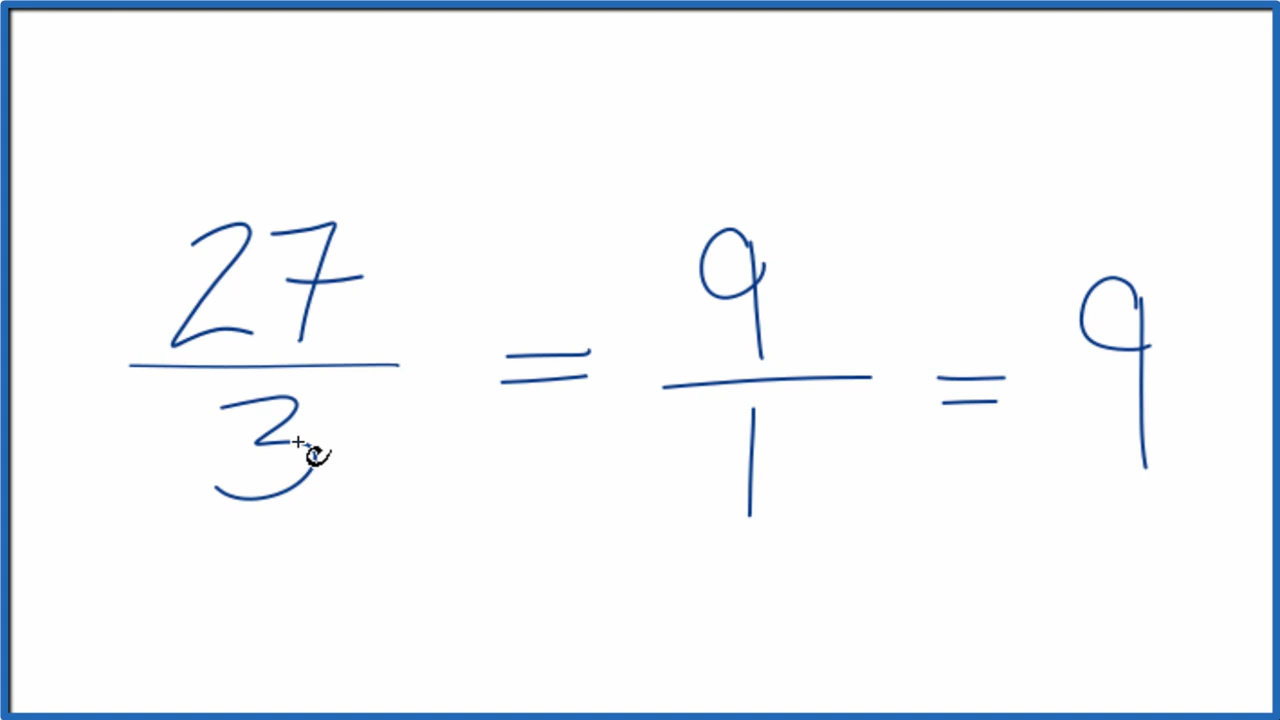 27/3 = 9/1 = 9